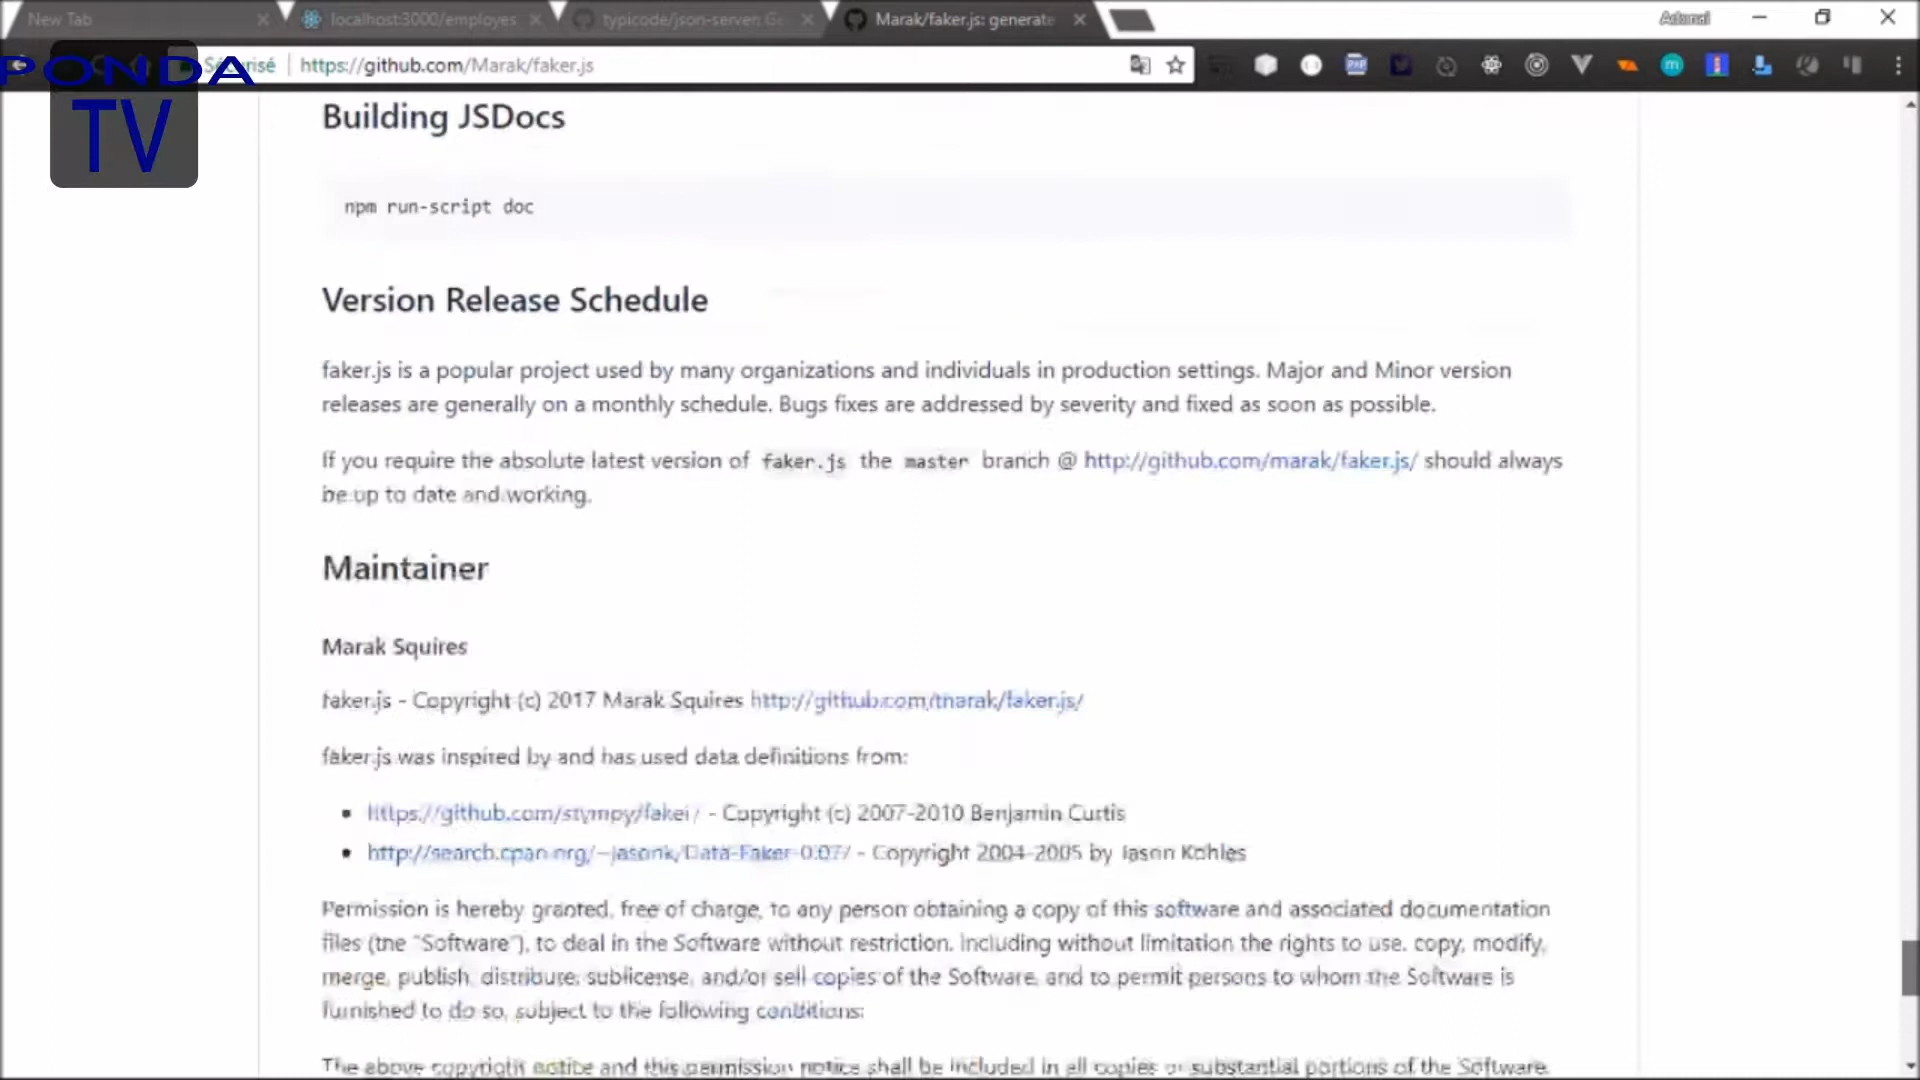 New Tab
localhost:3000/employes
typicode/json-server: Ge
Marak/faker.js: generate
Adonai
PONDA
TV
Sécurisé
https://github.com/Marak/faker.js
Building JSDocs
npm run-script doc
Version Release Schedule
faker.js is a popular project used by many organizations and individuals in production settings. Major and Minor version
releases are generally on a monthly schedule. Bugs fixes are addressed by severity and fixed as soon as possible.
If you require the absolute latest version of faker.js the master branch @ http://github.com/marak/faker.js/ should always
be up to date and working.
Maintainer
Marak Squires
faker.js - Copyright (c) 2017 Marak Squires http://github.com/marak/faker.js/
faker.js was inspired by and has used data definitions from:
https://github.com/stympy/faker/ - Copyright (c) 2007-2010 Benjamin Curtis
http://search.cpan.org/~jasonk/Data-Faker-0.07/ - Copyright 2004-2005 by Jason Kohles
Permission is hereby granted, free of charge, to any person obtaining a copy of this software and associated documentation
files (the "Software"), to deal in the Software without restriction, including without limitation the rights to use, copy, modify,
merge, publish, distribute, sublicense, and/or sell copies of the Software, and to permit persons to whom the Software is
furnished to do so, subject to the following conditions:
The above copyright notice and this permission notice shall be included in all copies or substantial portions of the Software.